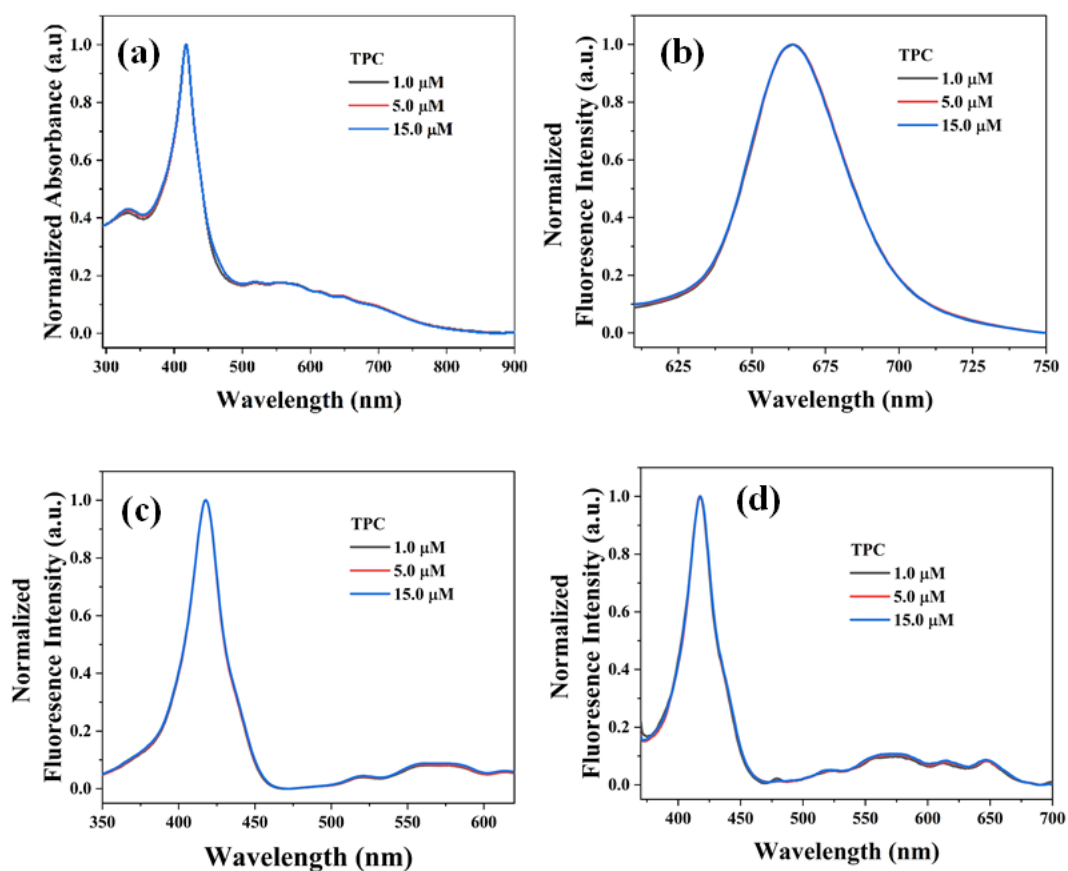 (a)
TPC
1.0 μM
5.0 μM
15.0 μM
Normalized Absorbance (a.u)
1.0
0.8
0.6
0.4
0.2
0.0
300 400 500 600 700 800 900
Wavelength (nm)
(b)
TPC
1.0 μM
5.0 μM
15.0 μM
Normalized
Fluoresence Intensity (a.u.)
1.0
0.8
0.6
0.4
0.2
0.0
625 650 675 700 725 750
Wavelength (nm)
(c)
TPC
1.0 μM
5.0 μM
15.0 μM
Normalized
Fluoresence Intensity (a.u.)
1.0
0.8
0.6
0.4
0.2
0.0
350 400 450 500 550 600
Wavelength (nm)
(d)
TPC
1.0 μM
5.0 μM
15.0 μM
Normalized
Fluoresence Intensity (a.u.)
1.0
0.8
0.6
0.4
0.2
0.0
400 450 500 550 600 650 700
Wavelength (nm)